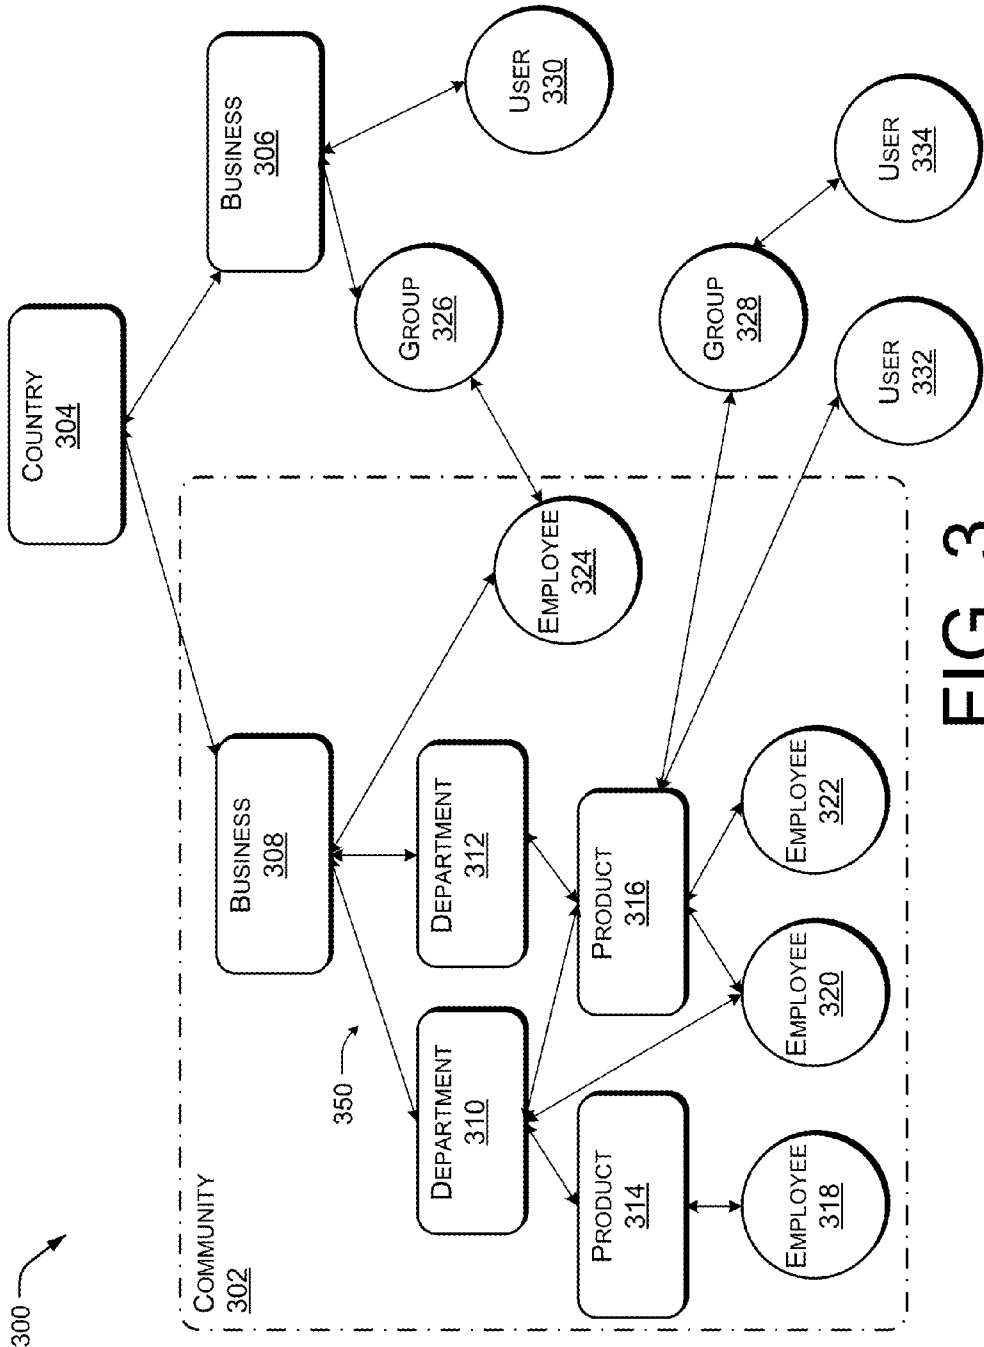 300
COUNTRY
304
COMMUNITY
302
BUSINESS
308
BUSINESS
306
350
GROUP
326
DEPARTMENT
310
DEPARTMENT
312
USER
330
EMPLOYEE
324
PRODUCT
314
PRODUCT
316
GROUP
328
EMPLOYEE
318
EMPLOYEE
320
EMPLOYEE
322
USER
332
USER
334
FIG 3